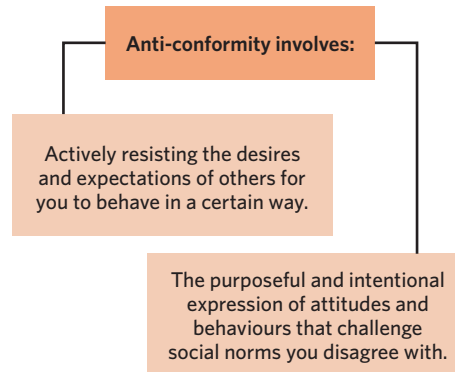 Anti-conformity involves:
Actively resisting the desires
and expectations of others for
you to behave in a certain way.
The purposeful and intentional
expression of attitudes and
behaviours that challenge
social norms you disagree with.